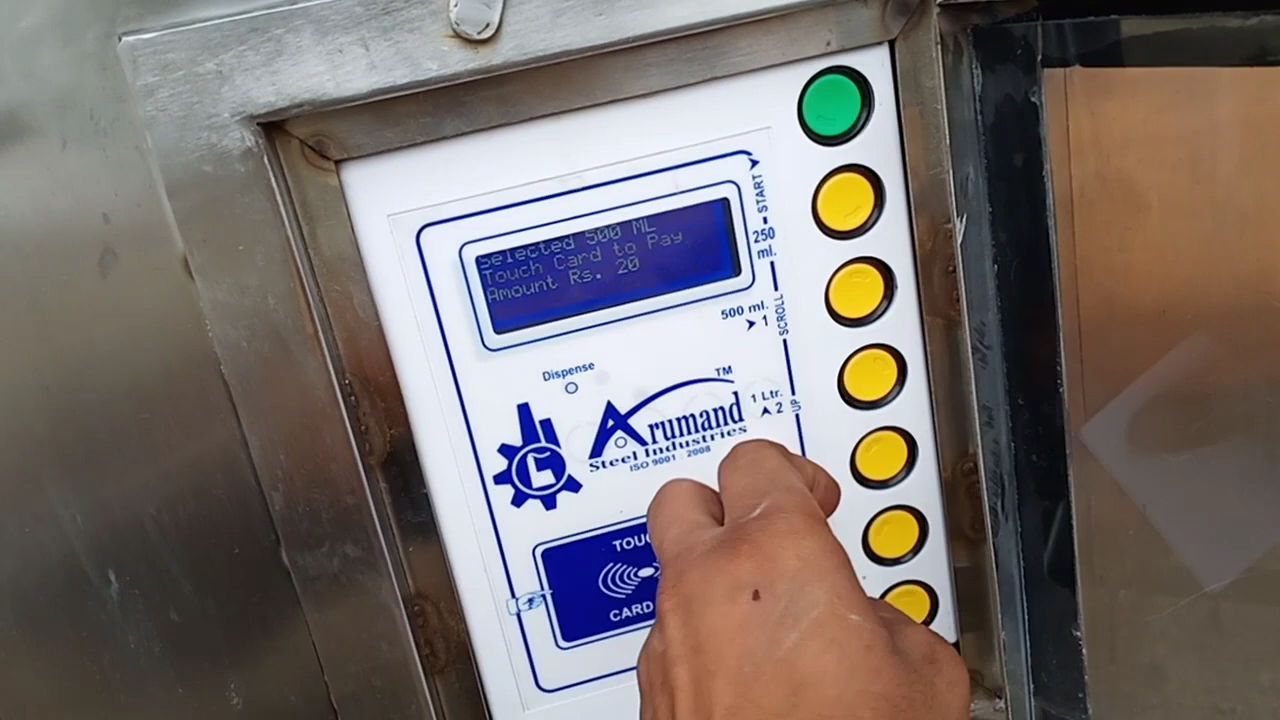 Selected 500 ML
Touch Card to Pay
Amount Rs. 20
START
250
ml.
500 ml.
1
SCROLL
Dispense
Arumand TM
Steel Industries
ISO 9001 : 2008
1 Ltr.
2
UP
TOUC
CARD